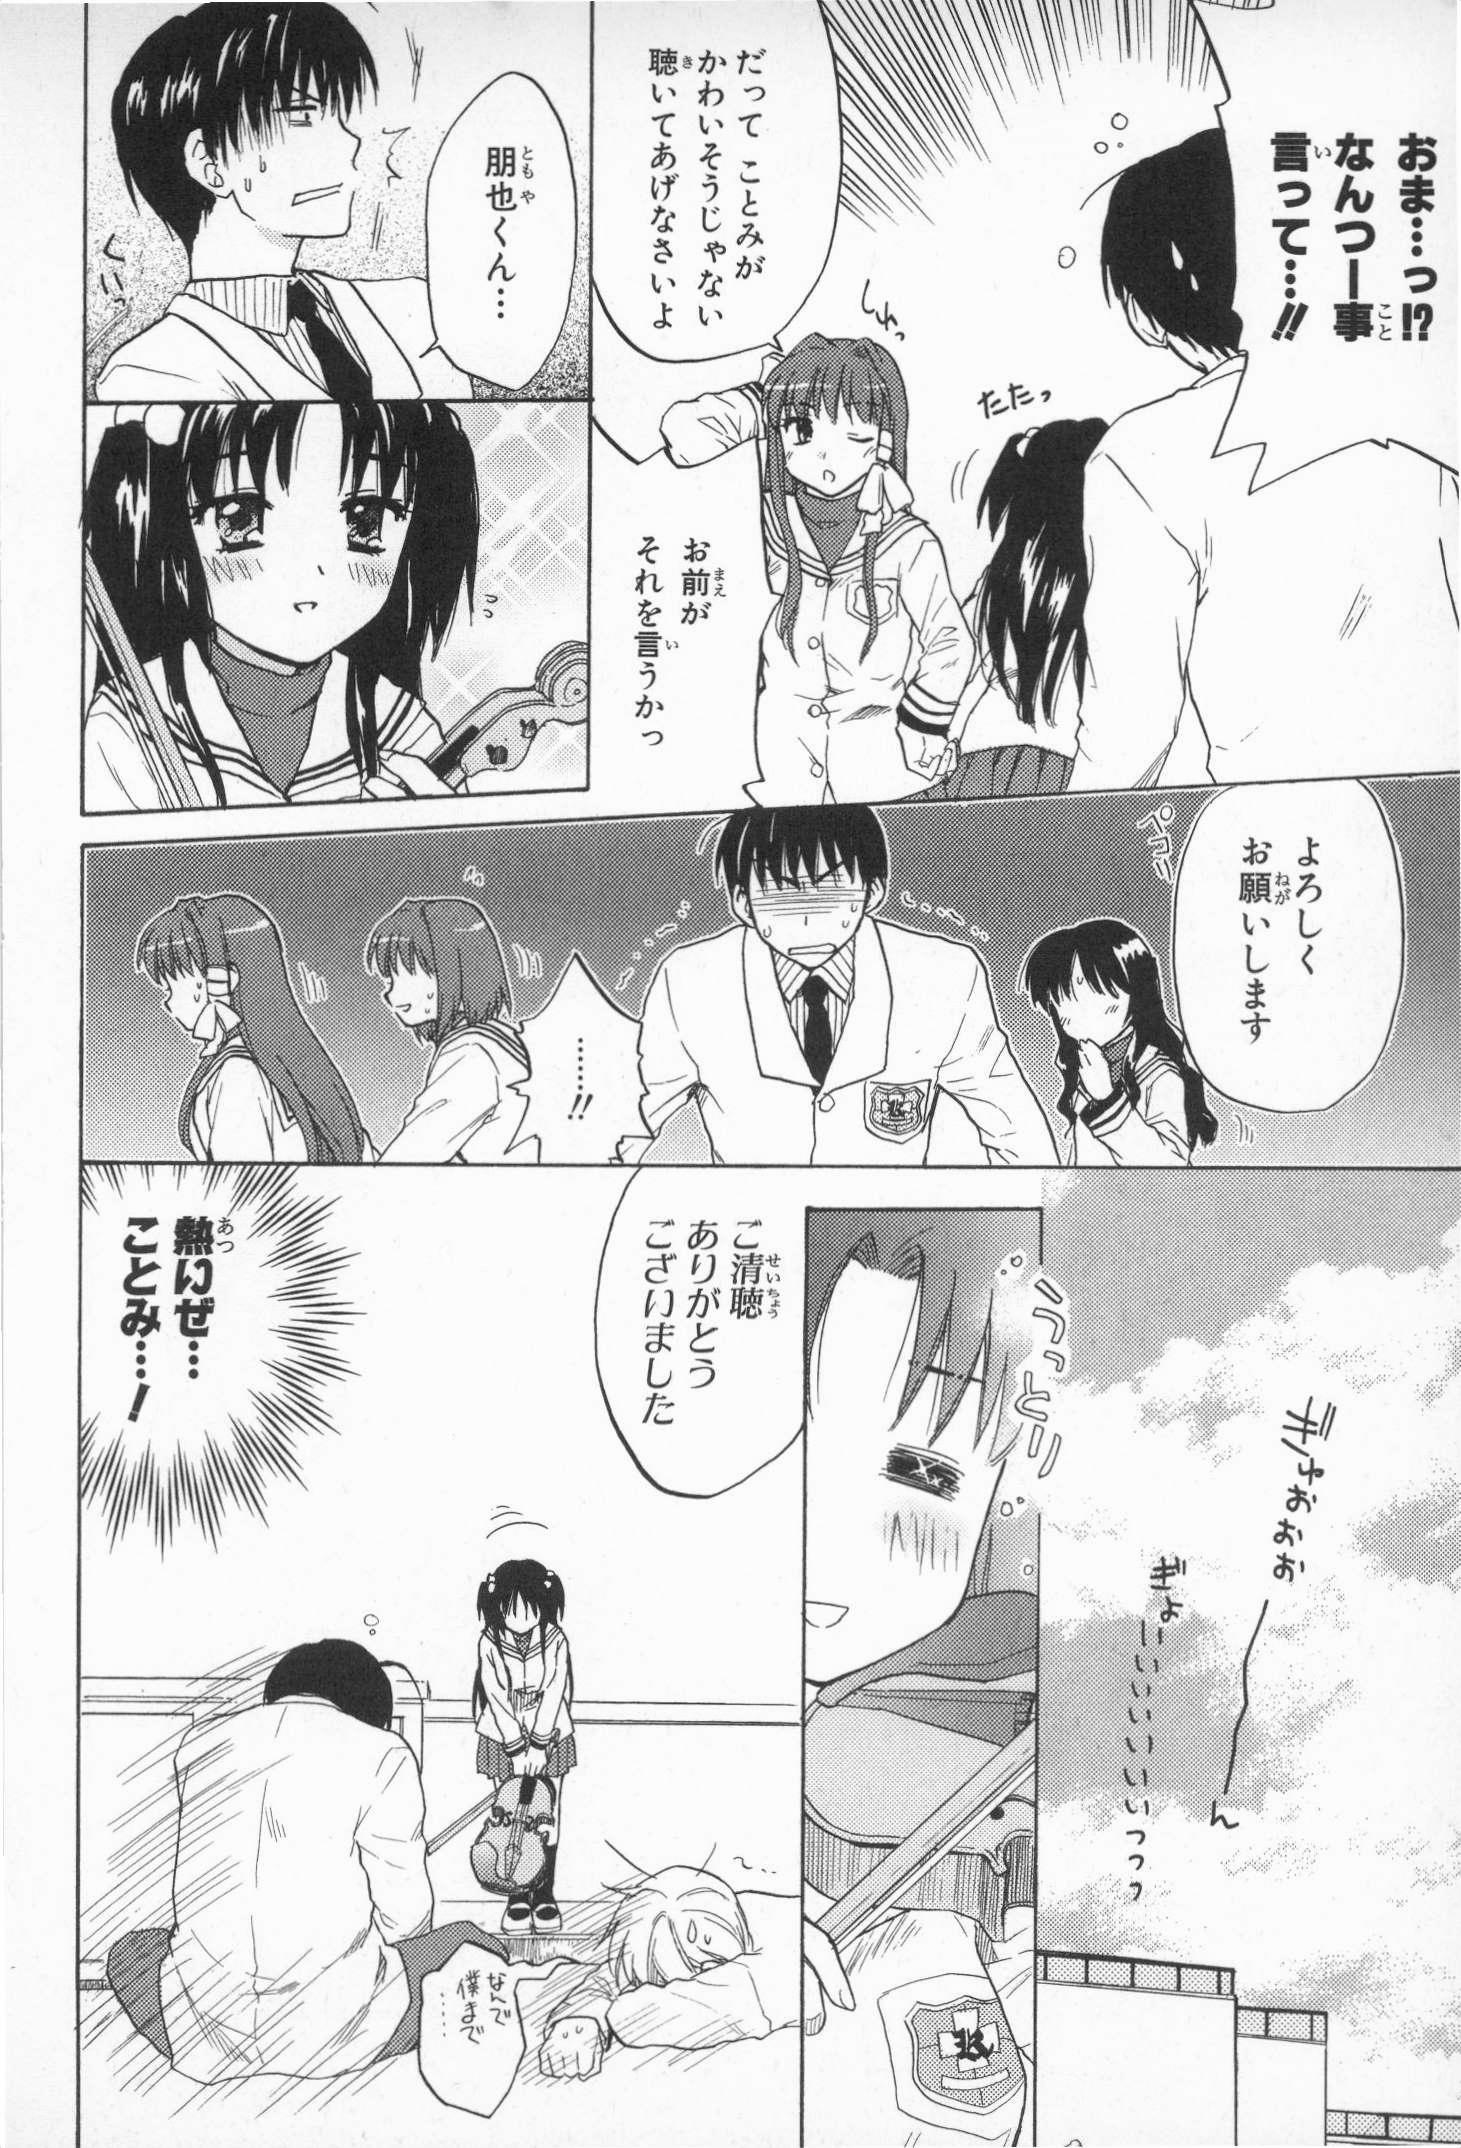 おま…っ!?
なんつー事
言って…!!
たたっ
しれっ
だって ことみが
かわいそうじゃない
聴いてあげなさいよ
お前が
それを言うかっ
朋也くん…
くいっ
よろしく
お願いします
ペコ
……!!
ぎゅおおお
ん
ぎょ
いいいいいいっっっ
うっとり
ご清聴
ありがとう
ございました
熱いぜ…
ことみ…!
なんで
僕まで
……